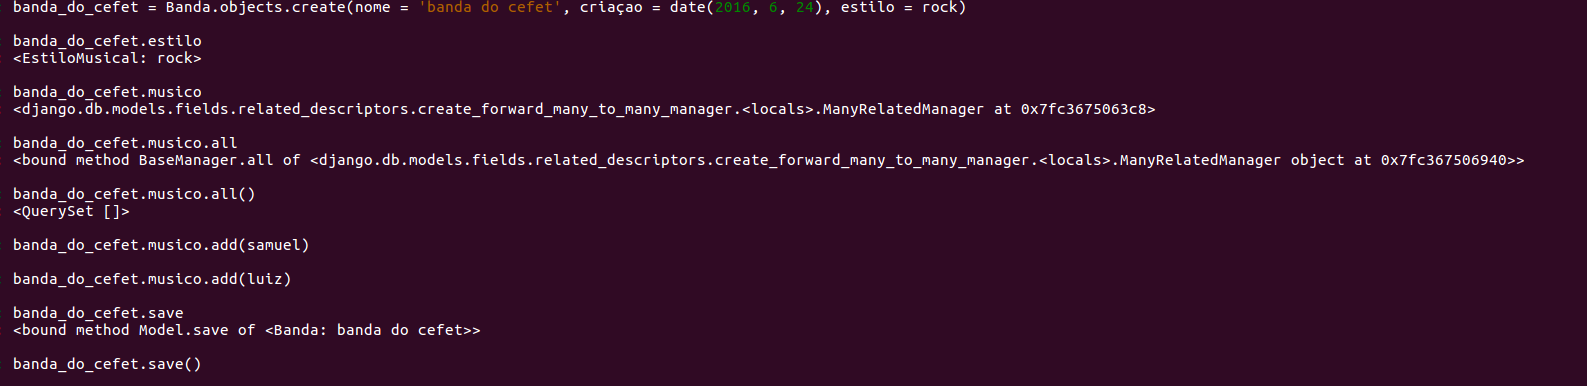 banda_do_cefet = Banda.objects.create(nome = 'banda do cefet', criaçao = date(2016, 6, 24), estilo = rock)
banda_do_cefet.estilo
<EstiloMusical: rock>
banda_do_cefet.musico
<django.db.models.fields.related_descriptors.create_forward_many_to_many_manager.<locals>.ManyRelatedManager at 0x7fc3675063c8>
banda_do_cefet.musico.all
<bound method BaseManager.all of <django.db.models.fields.related_descriptors.create_forward_many_to_many_manager.<locals>.ManyRelatedManager object at 0x7fc367506940>>
banda_do_cefet.musico.all()
<QuerySet []>
banda_do_cefet.musico.add(samuel)
banda_do_cefet.musico.add(luiz)
banda_do_cefet.save
<bound method Model.save of <Banda: banda do cefet>>
banda_do_cefet.save()